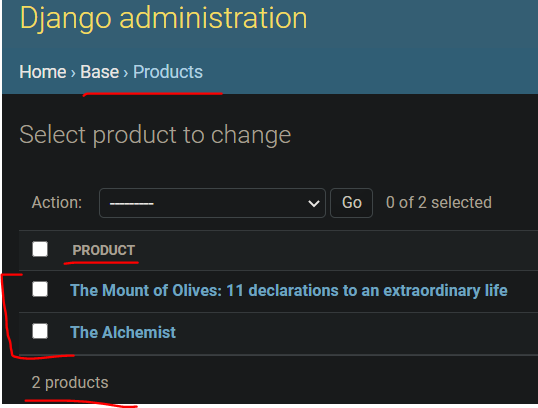 Django administration
Home › Base › Products
Select product to change
Action: --------- Go 0 of 2 selected
PRODUCT
The Mount of Olives: 11 declarations to an extraordinary life
The Alchemist
2 products